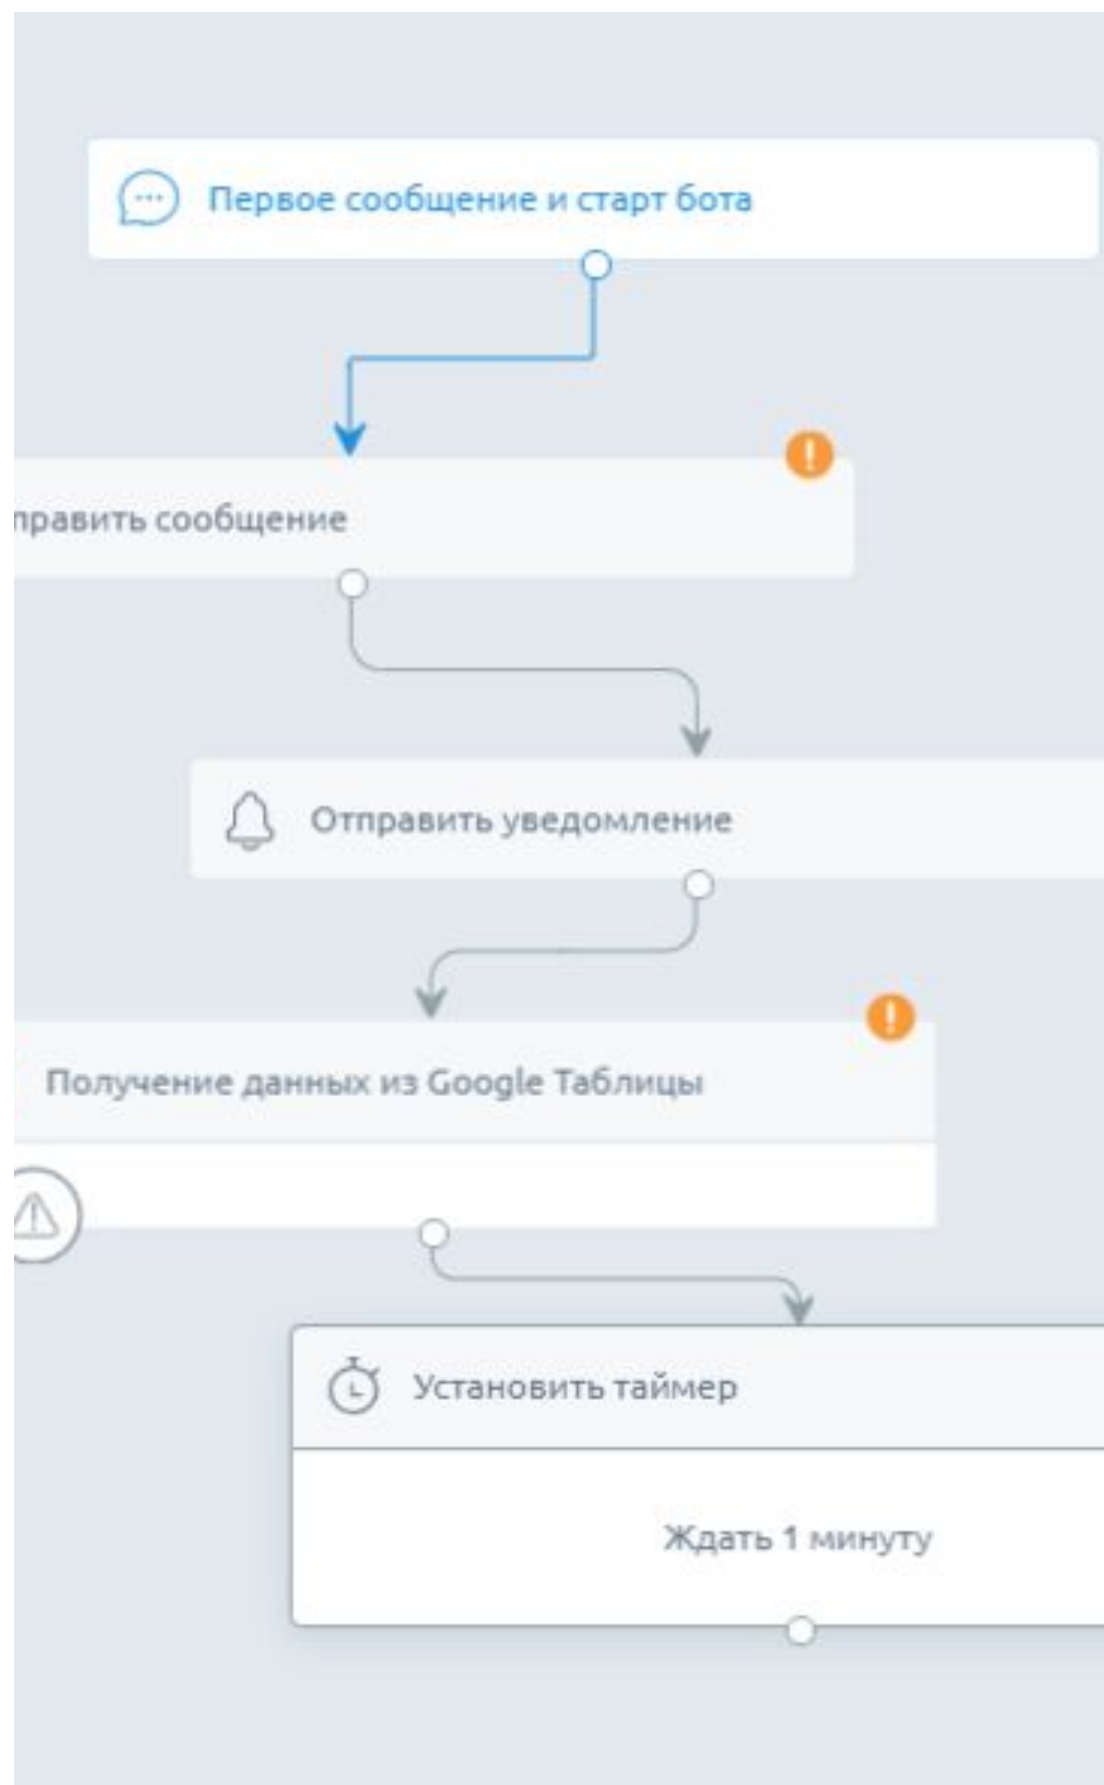 Первое сообщение и старт бота
править сообщение
Отправить уведомление
Получение данных из Google Таблицы
Установить таймер
Ждать 1 минуту